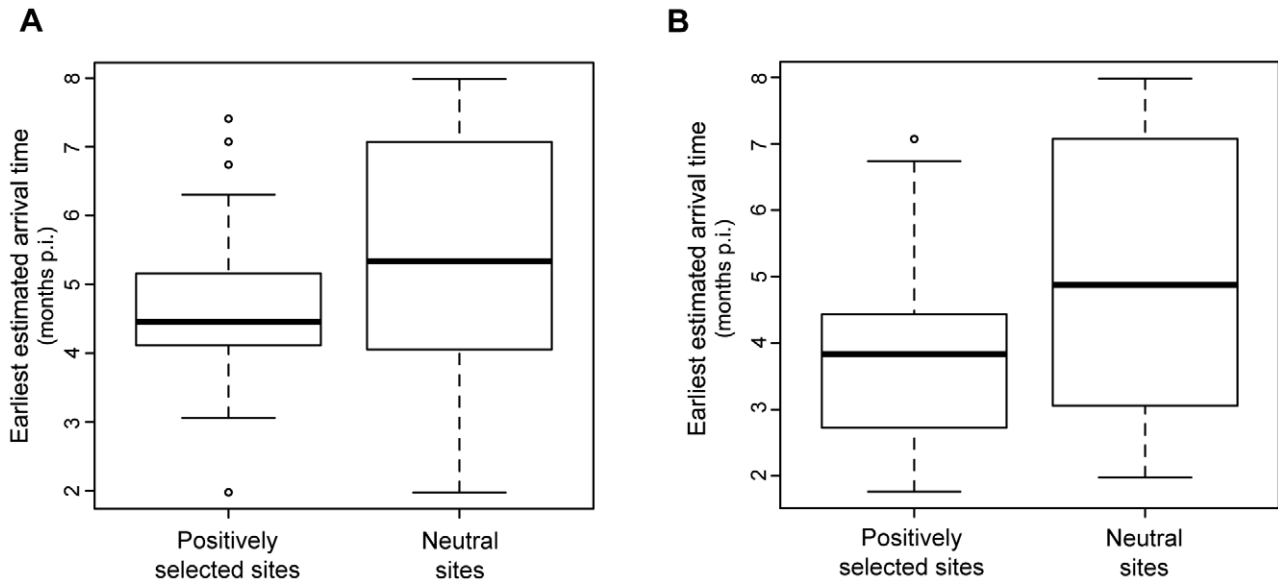 A
Earliest estimated arrival time
(months p.i.)
8
7
6
5
4
3
2
Positively
selected sites
Neutral
sites
B
Earliest estimated arrival time
(months p.i.)
8
7
6
5
4
3
2
Positively
selected sites
Neutral
sites